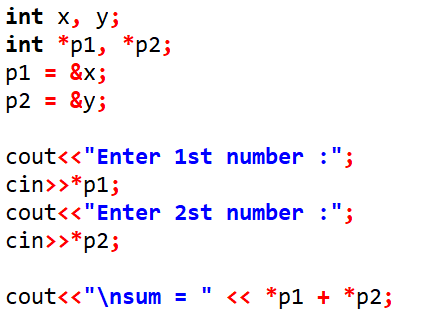 int x, y;
int *p1, *p2;
p1 = &x;
p2 = &y;
cout<<"Enter 1st number :";
cin>>*p1;
cout<<"Enter 2st number :";
cin>>*p2;
cout<<"\nsum = " << *p1 + *p2;